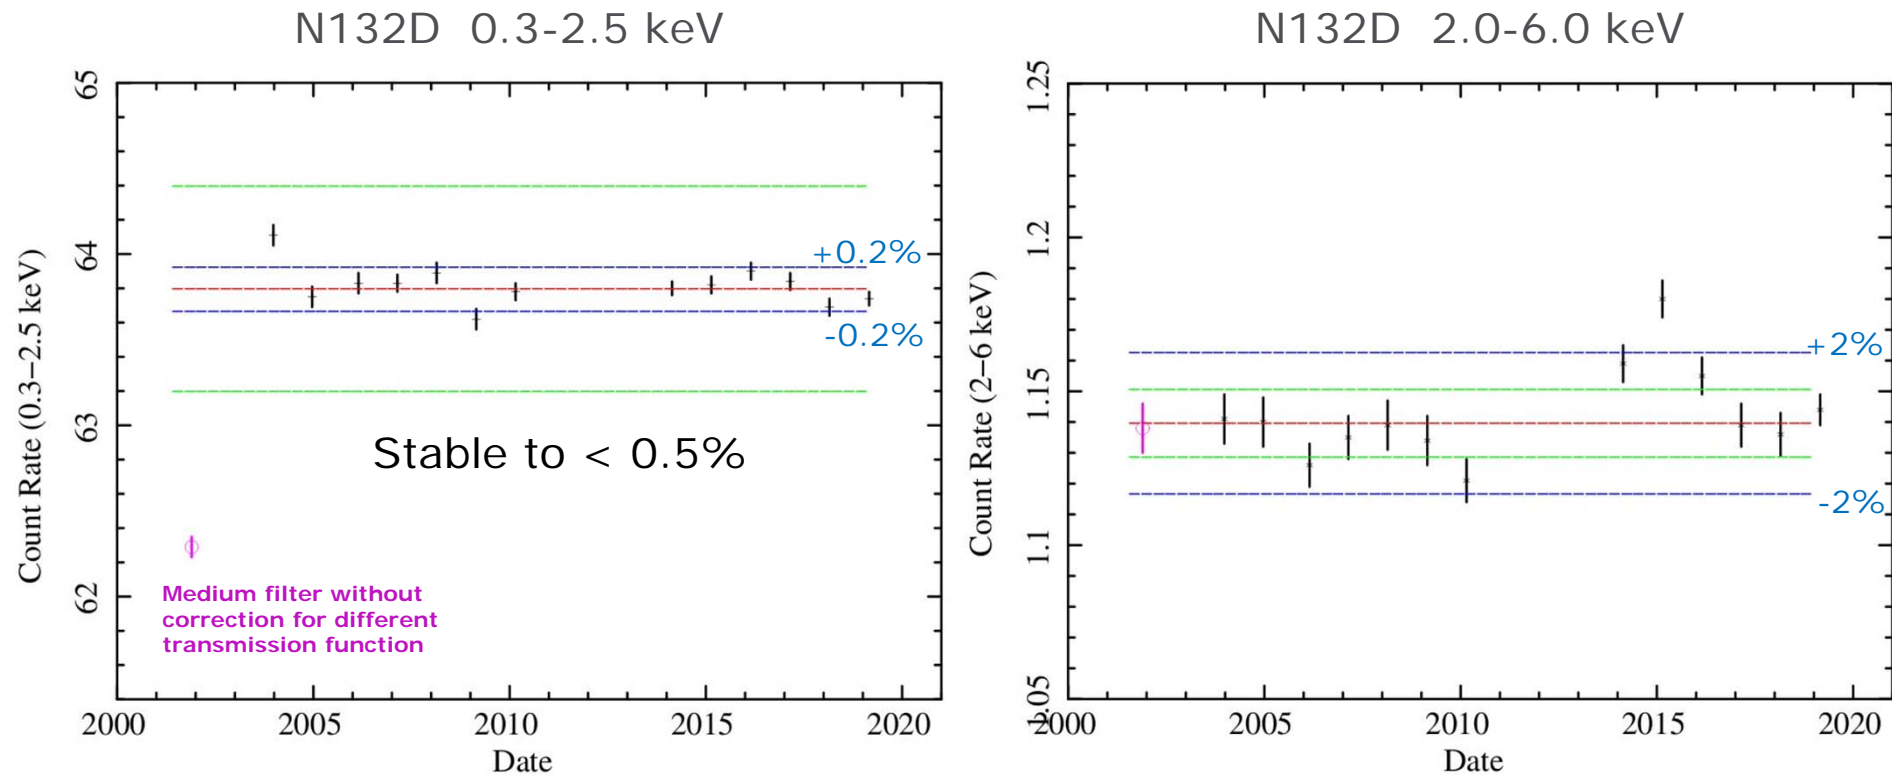 N132D 0.3-2.5 keV
65
64
63
62
Count Rate (0.3−2.5 keV)
+0.2%
-0.2%
Stable to < 0.5%
Medium filter without
correction for different
transmission function
2000
2005
2010
2015
2020
Date
N132D 2.0-6.0 keV
1.25
1.2
1.15
1.1
1.05
Count Rate (2−6 keV)
+2%
-2%
2000
2005
2010
2015
2020
Date